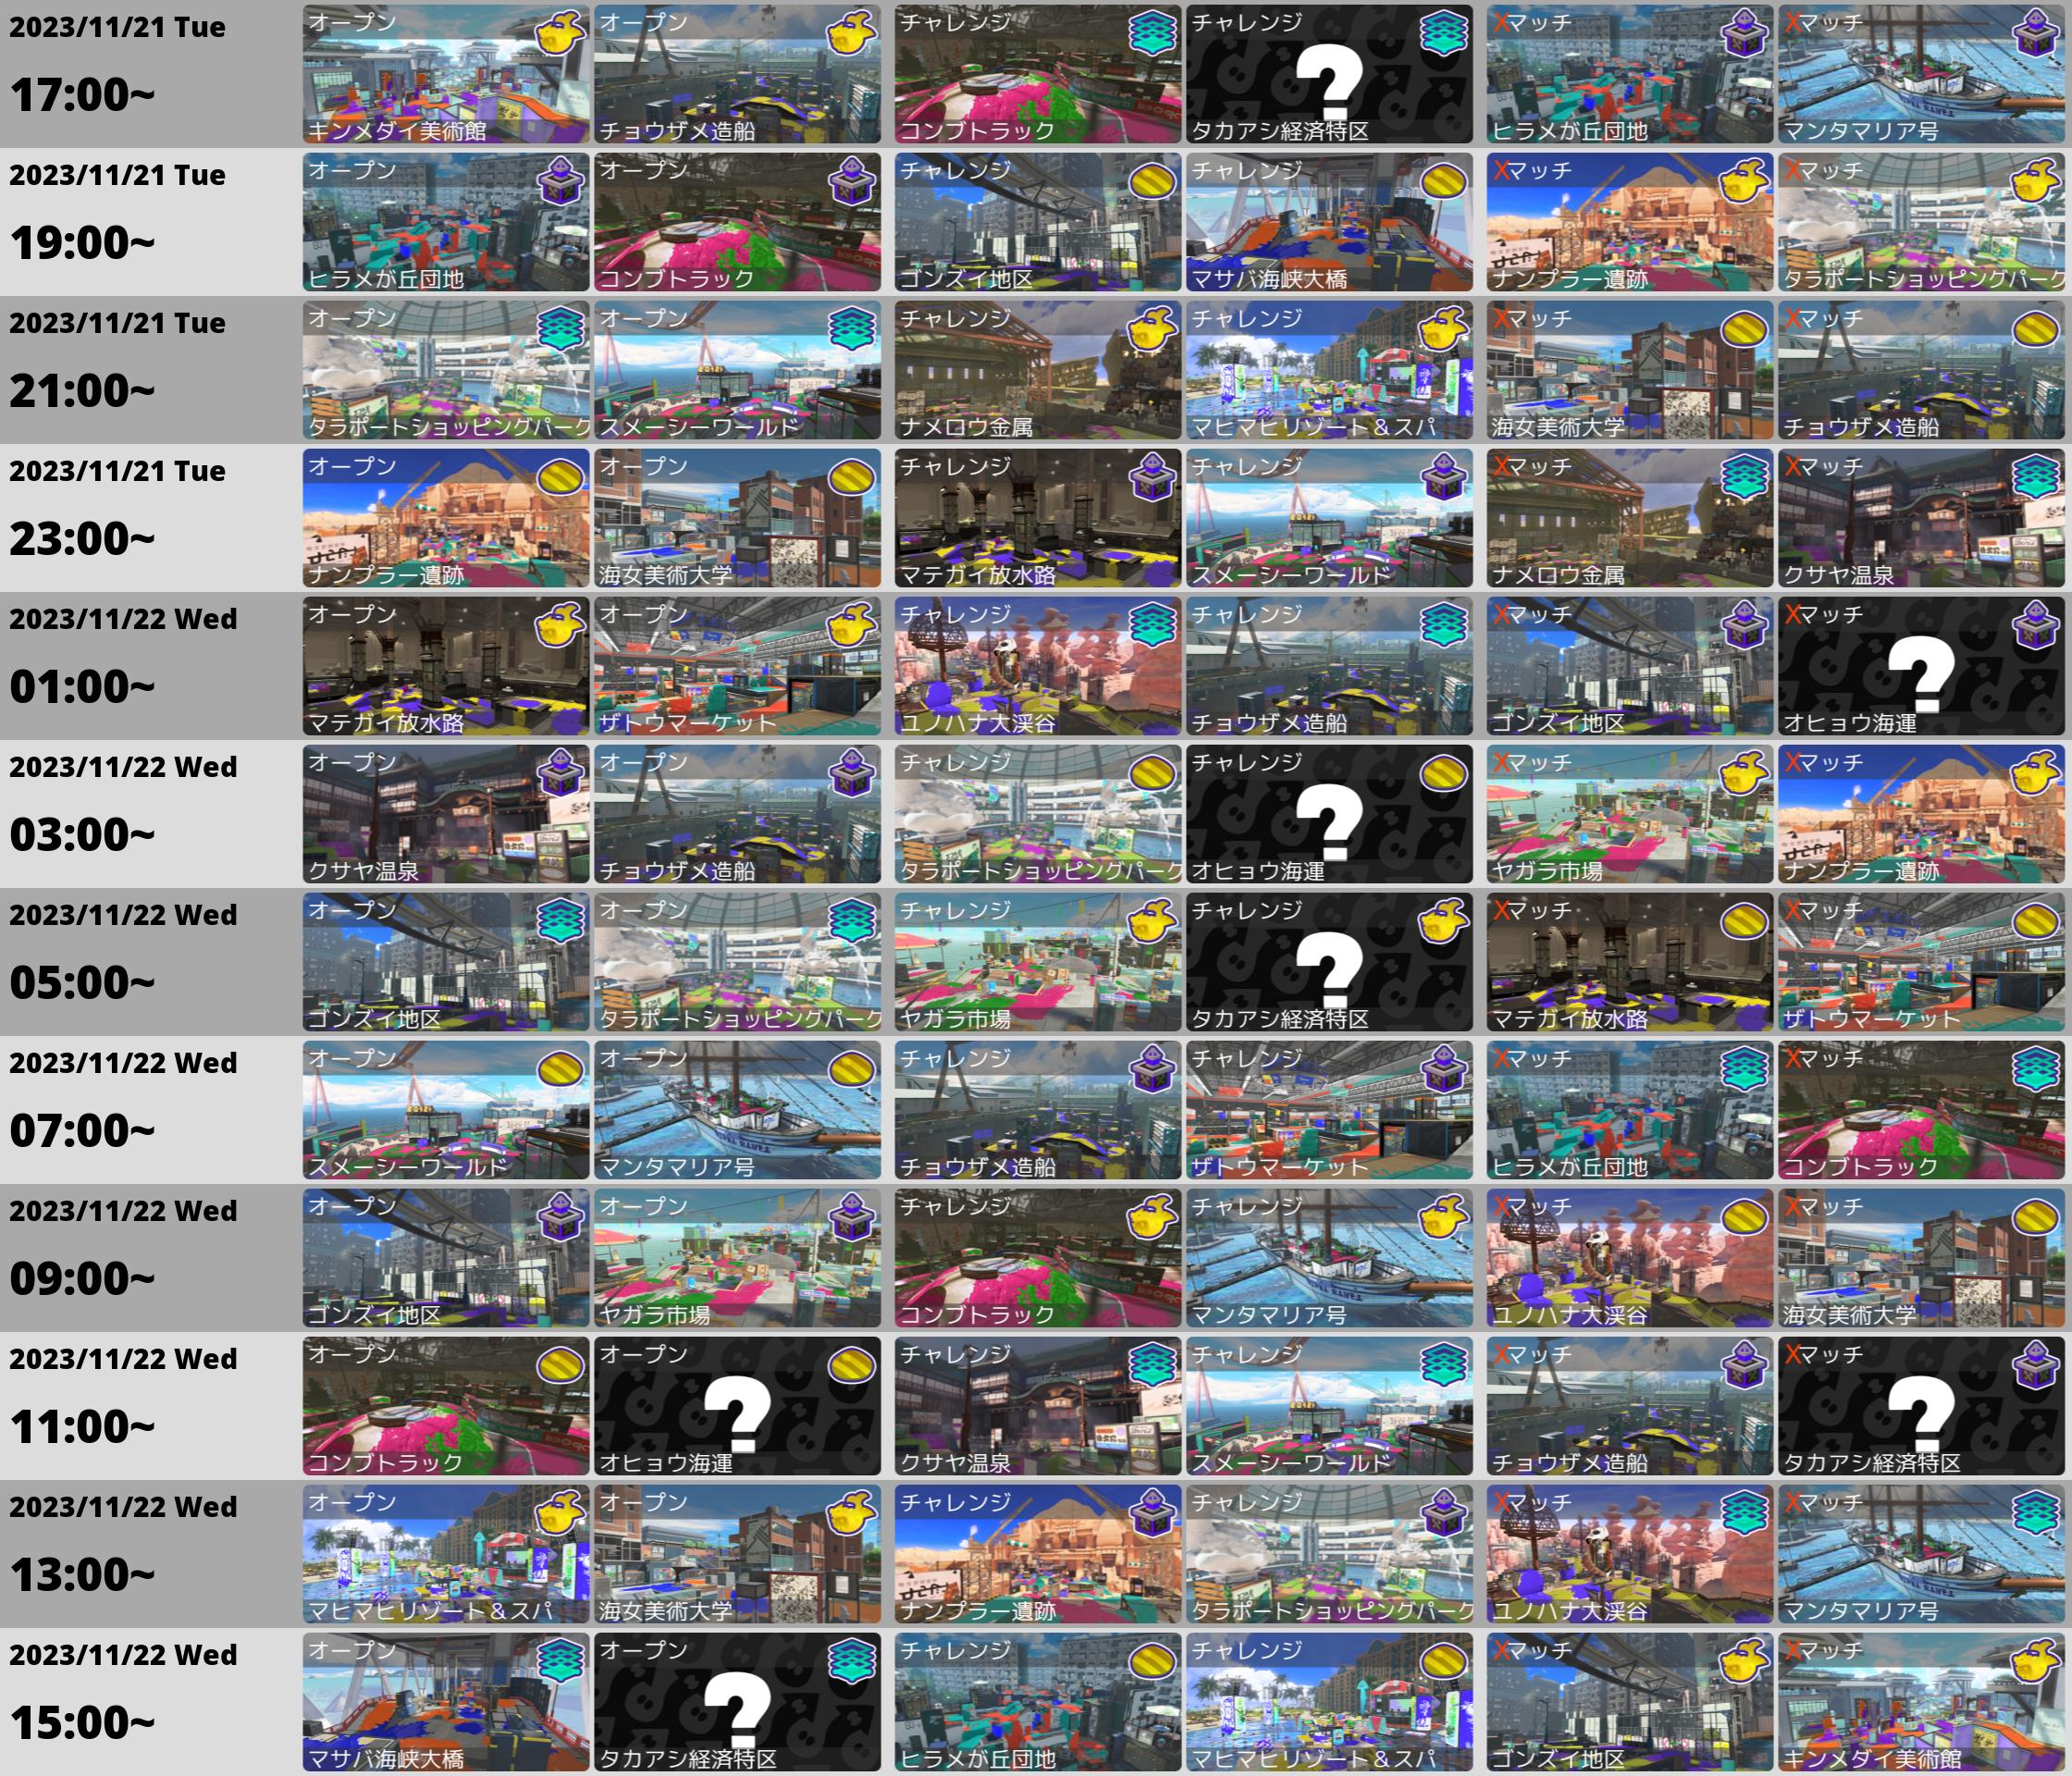 2023/11/21 Tue
17:00~
オープン
キンメダイ美術館
オープン
チョウザメ造船
チャレンジ
コンブトラック
チャレンジ
タカアシ経済特区
Xマッチ
ヒラメが丘団地
Xマッチ
マンタマリア号
2023/11/21 Tue
19:00~
オープン
ヒラメが丘団地
オープン
コンブトラック
チャレンジ
ゴンズイ地区
チャレンジ
マサバ海峡大橋
Xマッチ
ナンプラー遺跡
Xマッチ
タラポートショッピングパーク
2023/11/21 Tue
21:00~
オープン
タラポートショッピングパーク
オープン
スメーシーワールド
チャレンジ
ナメロウ金属
チャレンジ
マヒマヒリゾート＆スパ
Xマッチ
海女美術大学
Xマッチ
チョウザメ造船
2023/11/21 Tue
23:00~
オープン
ナンプラー遺跡
オープン
海女美術大学
チャレンジ
マテガイ放水路
チャレンジ
スメーシーワールド
Xマッチ
ナメロウ金属
Xマッチ
クサヤ温泉
2023/11/22 Wed
01:00~
オープン
マテガイ放水路
オープン
ザトウマーケット
チャレンジ
ユノハナ大渓谷
チャレンジ
チョウザメ造船
Xマッチ
ゴンズイ地区
Xマッチ
オヒョウ海運
2023/11/22 Wed
03:00~
オープン
クサヤ温泉
オープン
チョウザメ造船
チャレンジ
タラポートショッピングパーク
チャレンジ
オヒョウ海運
Xマッチ
ヤガラ市場
Xマッチ
ナンプラー遺跡
2023/11/22 Wed
05:00~
オープン
ゴンズイ地区
オープン
タラポートショッピングパーク
チャレンジ
ヤガラ市場
チャレンジ
タカアシ経済特区
Xマッチ
マテガイ放水路
Xマッチ
ザトウマーケット
2023/11/22 Wed
07:00~
オープン
スメーシーワールド
オープン
マンタマリア号
チャレンジ
チョウザメ造船
チャレンジ
ザトウマーケット
Xマッチ
ヒラメが丘団地
Xマッチ
コンブトラック
2023/11/22 Wed
09:00~
オープン
ゴンズイ地区
オープン
ヤガラ市場
チャレンジ
コンブトラック
チャレンジ
マンタマリア号
Xマッチ
ユノハナ大渓谷
Xマッチ
海女美術大学
2023/11/22 Wed
11:00~
オープン
コンブトラック
オープン
オヒョウ海運
チャレンジ
クサヤ温泉
チャレンジ
スメーシーワールド
Xマッチ
チョウザメ造船
Xマッチ
タカアシ経済特区
2023/11/22 Wed
13:00~
オープン
マヒマヒリゾート＆スパ
オープン
海女美術大学
チャレンジ
ナンプラー遺跡
チャレンジ
タラポートショッピングパーク
Xマッチ
ユノハナ大渓谷
Xマッチ
マンタマリア号
2023/11/22 Wed
15:00~
オープン
マサバ海峡大橋
オープン
タカアシ経済特区
チャレンジ
ヒラメが丘団地
チャレンジ
マヒマヒリゾート＆スパ
Xマッチ
ゴンズイ地区
Xマッチ
キンメダイ美術館